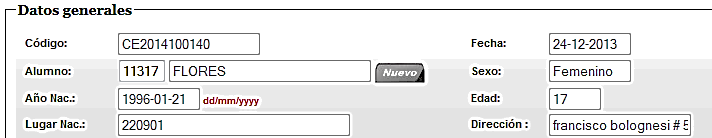 Datos generales
Código: CE2014100140 Fecha: 24-12-2013
Alumno: 11317 FLORES Nuevo Sexo: Femenino
Año Nac.: 1996-01-21 dd/mm/yyyy Edad: 17
Lugar Nac.: 220901 Dirección : francisco bolognesi #